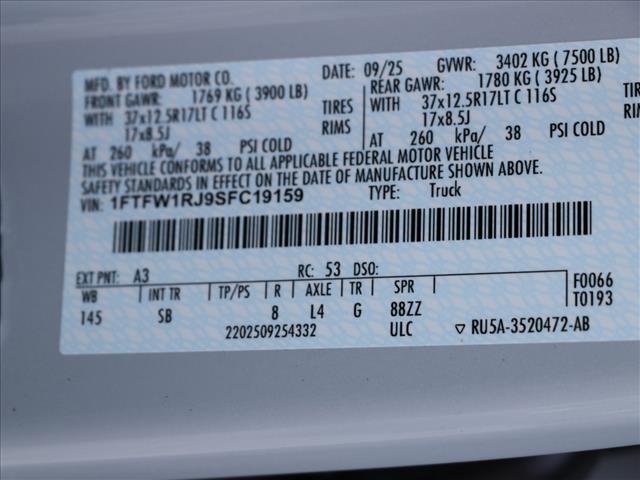 MFD. BY FORD MOTOR CO. DATE: 09/25 GVWR: 3402 KG ( 7500 LB)
FRONT GAWR: 1769 KG ( 3900 LB) REAR GAWR: 1780 KG ( 3925 LB)
WITH 37x12.5R17LT C 116S TIRES WITH 37x12.5R17LT C 116S TIRES
17x8.5J RIMS 17x8.5J RIMS
AT 260 kPa/ 38 PSI COLD AT 260 kPa/ 38 PSI COLD
THIS VEHICLE CONFORMS TO ALL APPLICABLE FEDERAL MOTOR VEHICLE
SAFETY STANDARDS IN EFFECT ON THE DATE OF MANUFACTURE SHOWN ABOVE.
VIN: 1FTFW1RJ9SFC19159 TYPE: Truck
EXT PNT: A3 RC: 53 DSO: F0066
WB INT TR TP/PS R AXLE TR SPR T0193
145 SB 8 L4 G 88ZZ
2202509254332 ULC ▽ RU5A-3520472-AB